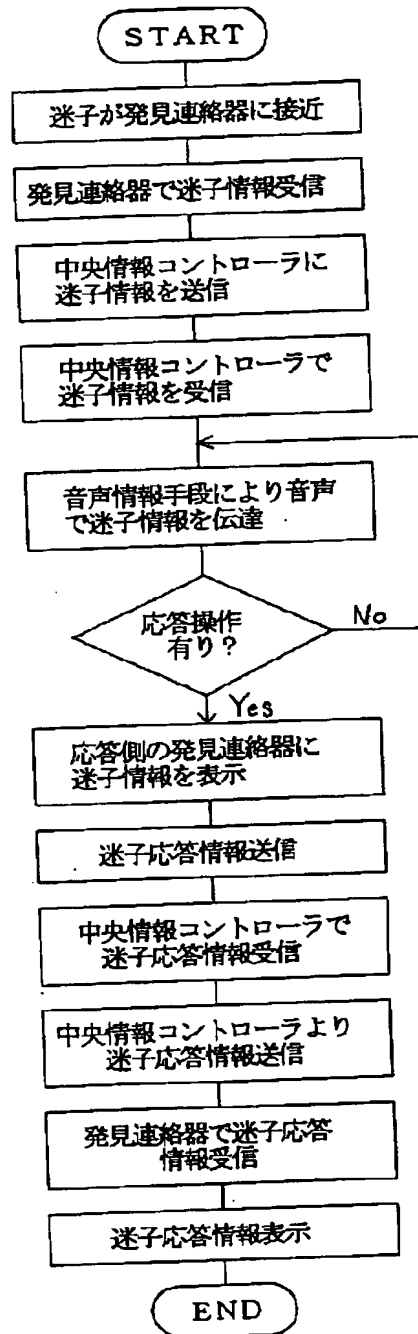 START
迷子が発見連絡器に接近
発見連絡器で迷子情報受信
中央情報コントローラに
迷子情報を送信
中央情報コントローラで
迷子情報を受信
音声情報手段により音声
で迷子情報を伝達
応答操作
有り?
No
Yes
応答側の発見連絡器に
迷子情報を表示
迷子応答情報送信
中央情報コントローラで
迷子応答情報受信
中央情報コントローラより
迷子応答情報送信
発見連絡器で迷子応答
情報受信
迷子応答情報表示
END